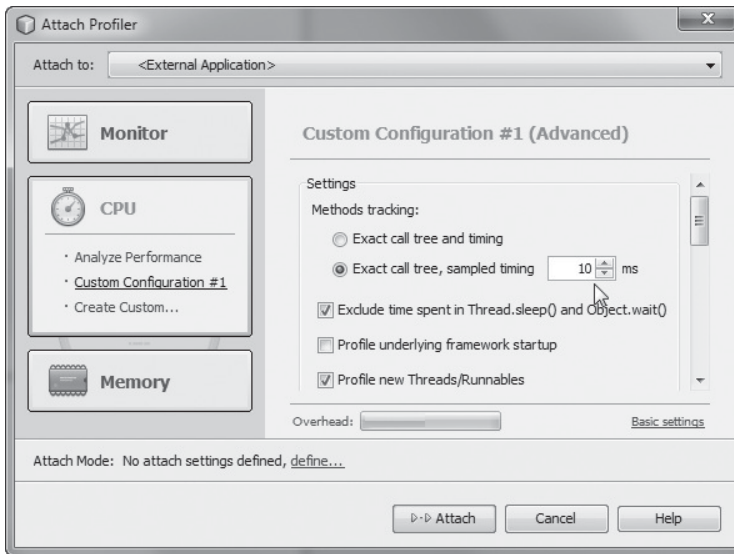 Attach Profiler
Attach to: <External Application>
Monitor
CPU
· Analyze Performance
· Custom Configuration #1
· Create Custom...
Memory
Custom Configuration #1 (Advanced)
Settings
Methods tracking:
Exact call tree and timing
Exact call tree, sampled timing 10 ms
Exclude time spent in Thread.sleep() and Object.wait()
Profile underlying framework startup
Profile new Threads/Runnables
Overhead:
Basic settings
Attach Mode: No attach settings defined, define...
Attach
Cancel
Help